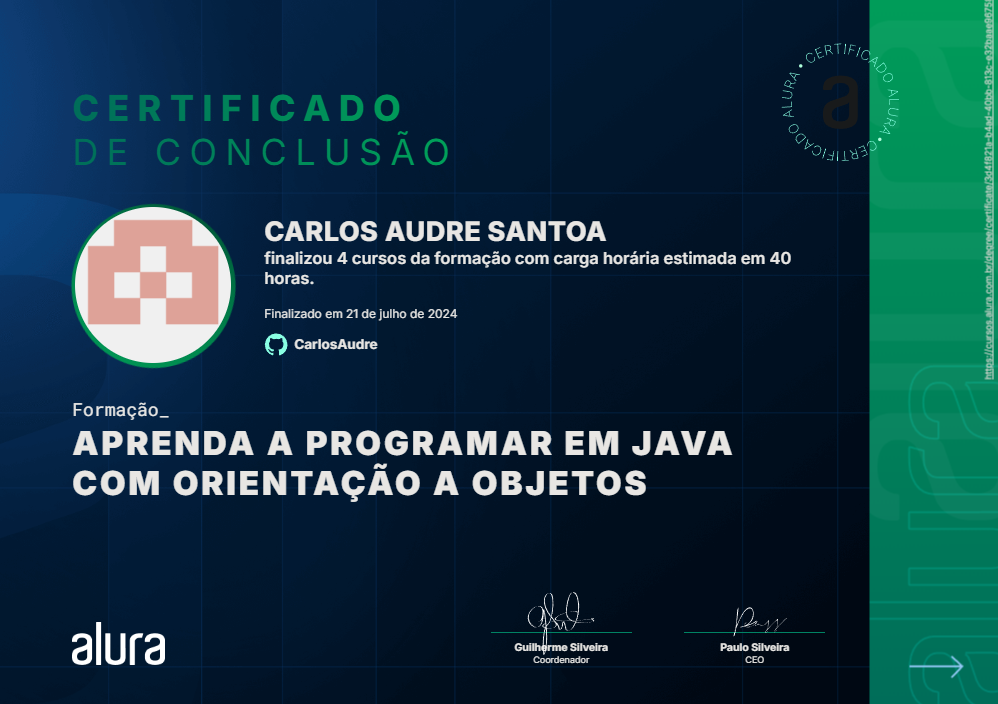 CERTIFICADO
DE CONCLUSÃO
CERTIFICADO ALURA • CERTIFICADO ALURA •
a
CARLOS AUDRE SANTOA
finalizou 4 cursos da formação com carga horária estimada em 40
horas.
Finalizado em 21 de julho de 2024
CarlosAudre
Formação_
APRENDA A PROGRAMAR EM JAVA
COM ORIENTAÇÃO A OBJETOS
alura
Guilherme Silveira
Coordenador
Paulo Silveira
CEO
alura